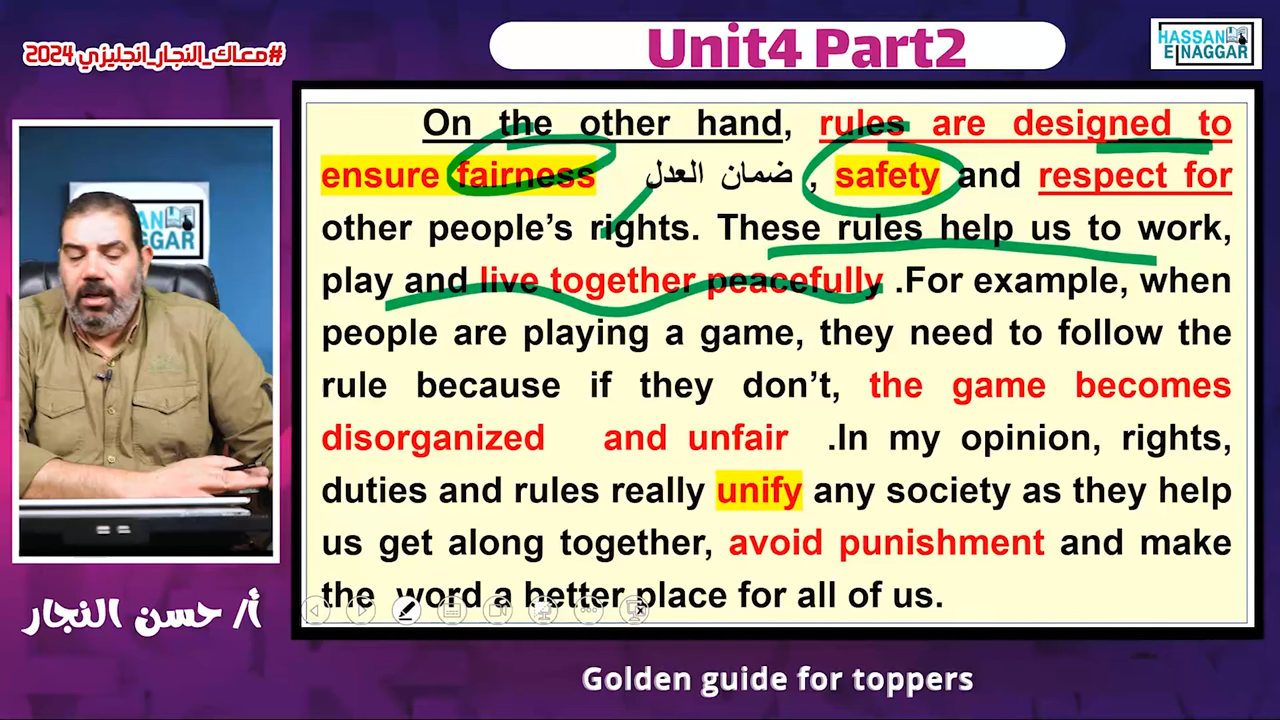 #معاك_النجار_انجليزي 2024
Unit4 Part2
HASSAN
ElNAGGAR
On the other hand, rules are designed to
ensure fairness ضمان العدل , safety and respect for
other people's rights. These rules help us to work,
play and live together peacefully .For example, when
people are playing a game, they need to follow the
rule because if they don't, the game becomes
disorganized and unfair .In my opinion, rights,
duties and rules really unify any society as they help
us get along together, avoid punishment and make
the word a better place for all of us.
HASSAN
NAGGAR
أ/ حسن النجار
Golden guide for toppers